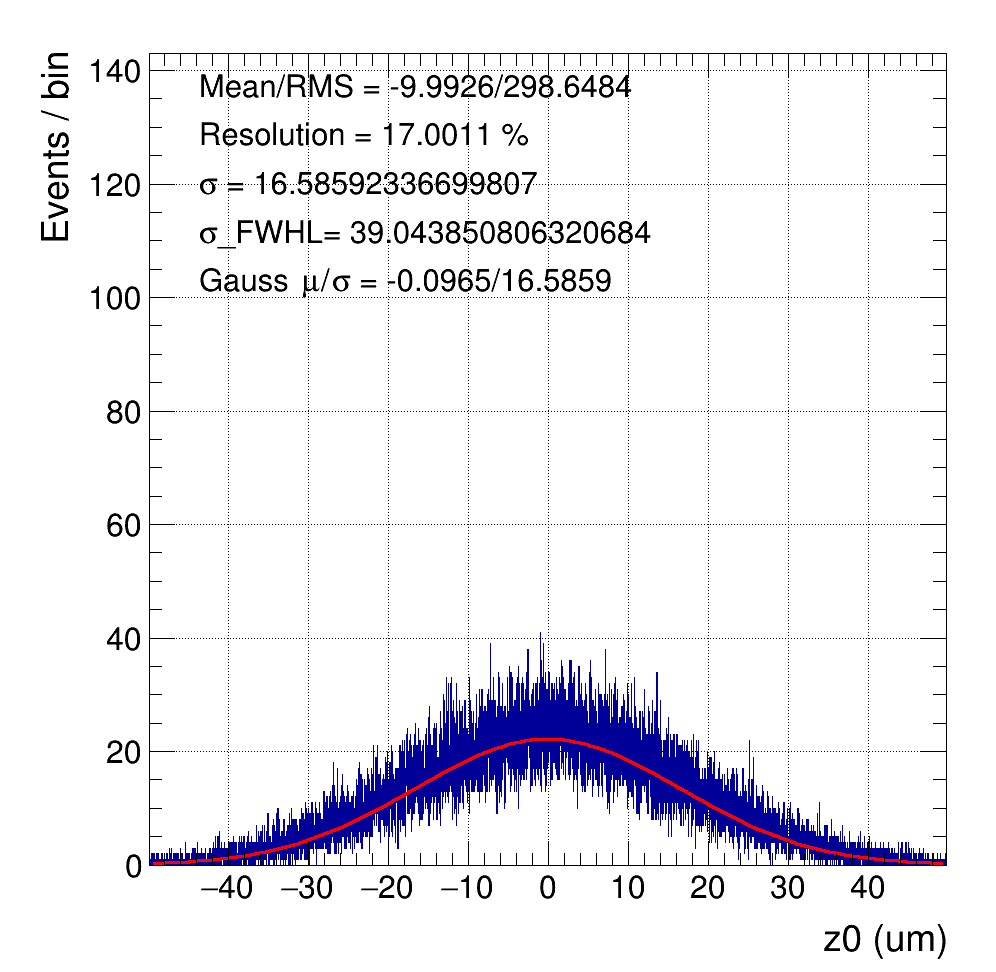 Events / bin
140
120
100
80
60
40
20
0
Mean/RMS = -9.9926/298.6484
Resolution = 17.0011 %
σ = 16.58592336699807
σ_FWHL= 39.043850806320684
Gauss μ/σ = -0.0965/16.5859
−40 −30 −20 −10 0 10 20 30 40
z0 (um)